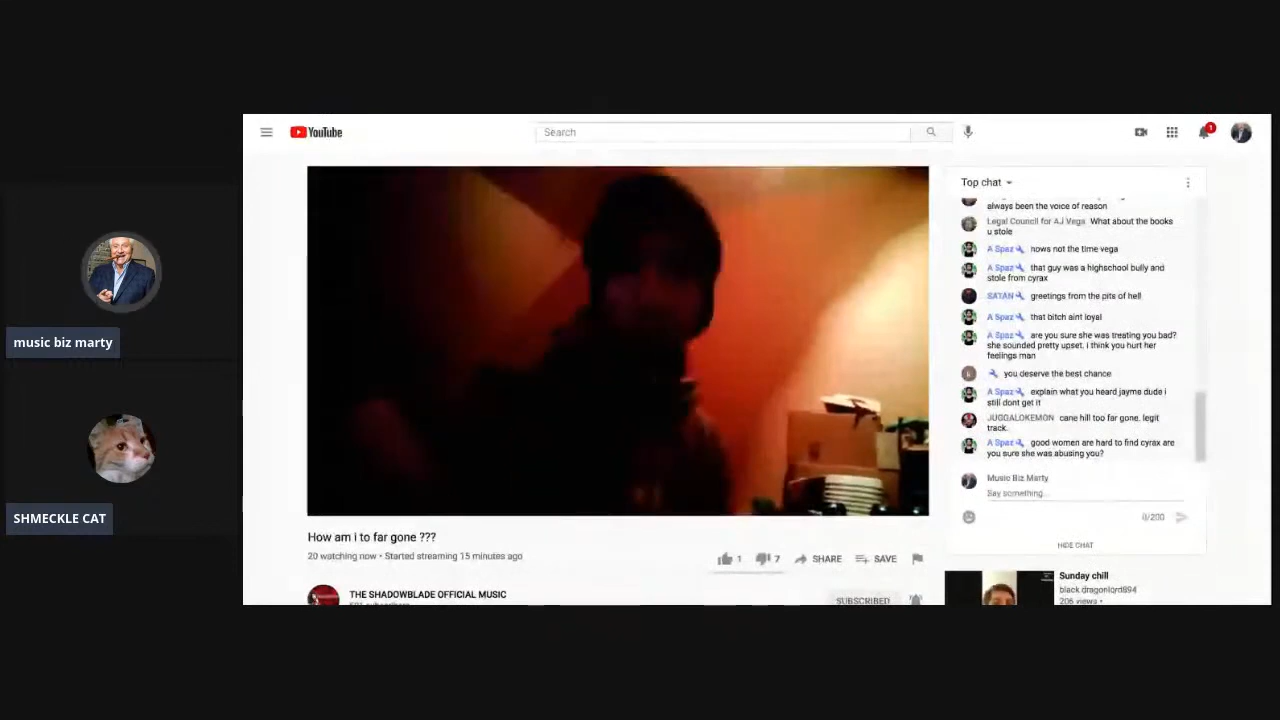 YouTube
Search
1
Top chat
always been the voice of reason
Legal Council for AJ Vega What about the books
u stole
A Spaz nows not the time vega
A Spaz that guy was a highschool bully and
stole from cyrax
SATAN greetings from the pits of hell
A Spaz that bitch aint loyal
A Spaz are you sure she was treating you bad?
she sounded pretty upset. i think you hurt her
feelings man
you deserve the best chance
A Spaz explain what you heard jayme dude i
still dont get it
JUGGALOKEMON cane hill too far gone. legit
track.
A Spaz good women are hard to find cyrax are
you sure she was abusing you?
Music Biz Marty
Say something...
0/200
HIDE CHAT
music biz marty
SHMECKLE CAT
How am i to far gone ???
20 watching now • Started streaming 15 minutes ago
1 7 SHARE SAVE
THE SHADOWBLADE OFFICIAL MUSIC
SUBSCRIBED
Sunday chill
black.dragonlord894
206 views •